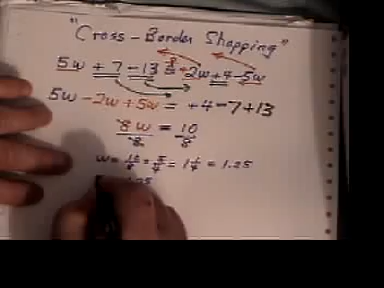 "Cross-Border Shopping"
5w + 7 - 13 = +2w + 4 - 5w
5w - 2w + 5w = +4 - 7 + 13
8w/8 = 10/8
w = 10/8 = 5/4 = 1 1/4 = 1.25